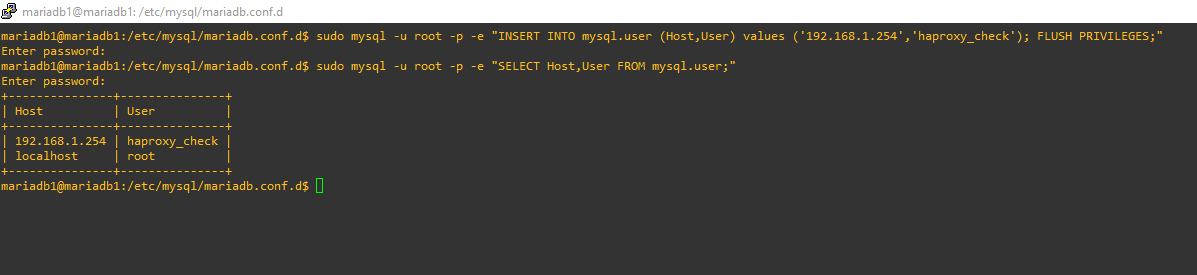 mariadb1@mariadb1: /etc/mysql/mariadb.conf.d
mariadb1@mariadb1:/etc/mysql/mariadb.conf.d$ sudo mysql -u root -p -e "INSERT INTO mysql.user (Host,User) values ('192.168.1.254','haproxy_check'); FLUSH PRIVILEGES;"
Enter password:
mariadb1@mariadb1:/etc/mysql/mariadb.conf.d$ sudo mysql -u root -p -e "SELECT Host,User FROM mysql.user;"
Enter password:
+---------------+---------------+
| Host          | User          |
+---------------+---------------+
| 192.168.1.254 | haproxy_check |
| localhost     | root          |
+---------------+---------------+
mariadb1@mariadb1:/etc/mysql/mariadb.conf.d$